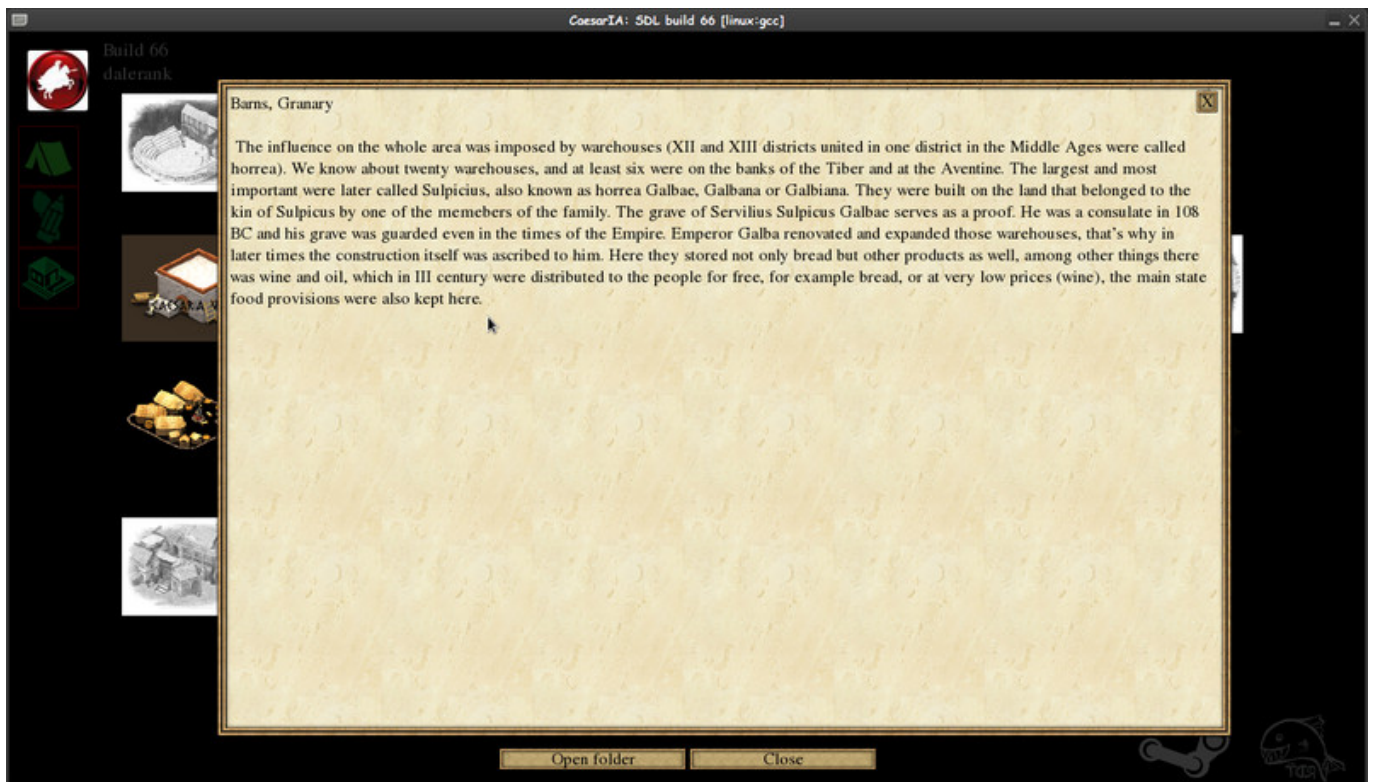 CaesarIA: SDL build 66 [linux:gcc]
Build 66
dalerank
Barns, Granary
X
The influence on the whole area was imposed by warehouses (XII and XIII districts united in one district in the Middle Ages were called
horrea). We know about twenty warehouses, and at least six were on the banks of the Tiber and at the Aventine. The largest and most
important were later called Sulpicius, also known as horrea Galbae, Galbana or Galbiana. They were built on the land that belonged to the
kin of Sulpicus by one of the memebers of the family. The grave of Servilius Sulpicus Galbae serves as a proof. He was a consulate in 108
BC and his grave was guarded even in the times of the Empire. Emperor Galba renovated and expanded those warehouses, that's why in
later times the construction itself was ascribed to him. Here they stored not only bread but other products as well, among other things there
was wine and oil, which in III century were distributed to the people for free, for example bread, or at very low prices (wine), the main state
food provisions were also kept here.
Open folder
Close